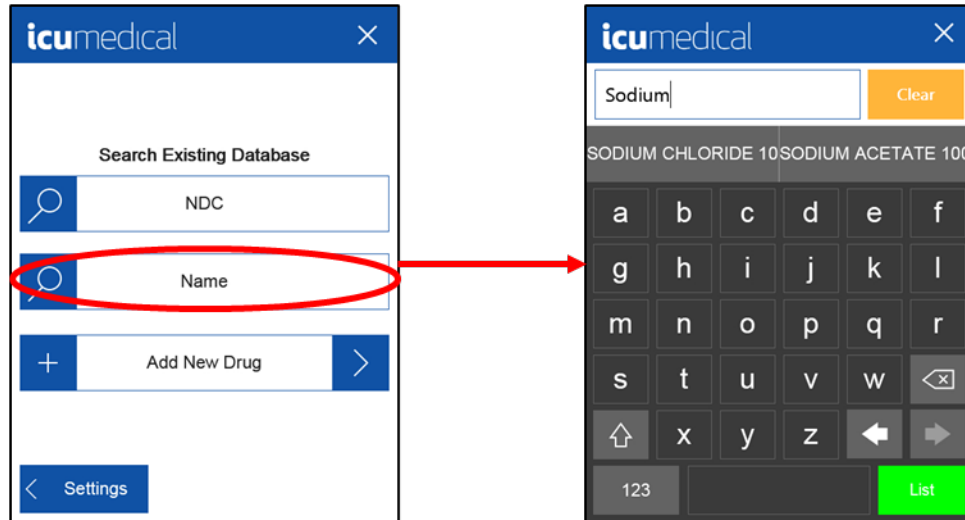 icumedical
Search Existing Database
NDC
Name
Add New Drug
Settings
icumedical
Sodium
Clear
SODIUM CHLORIDE 10 SODIUM ACETATE 100
a b c d e f
g h i j k l
m n o p q r
s t u v w
x y z
123
List